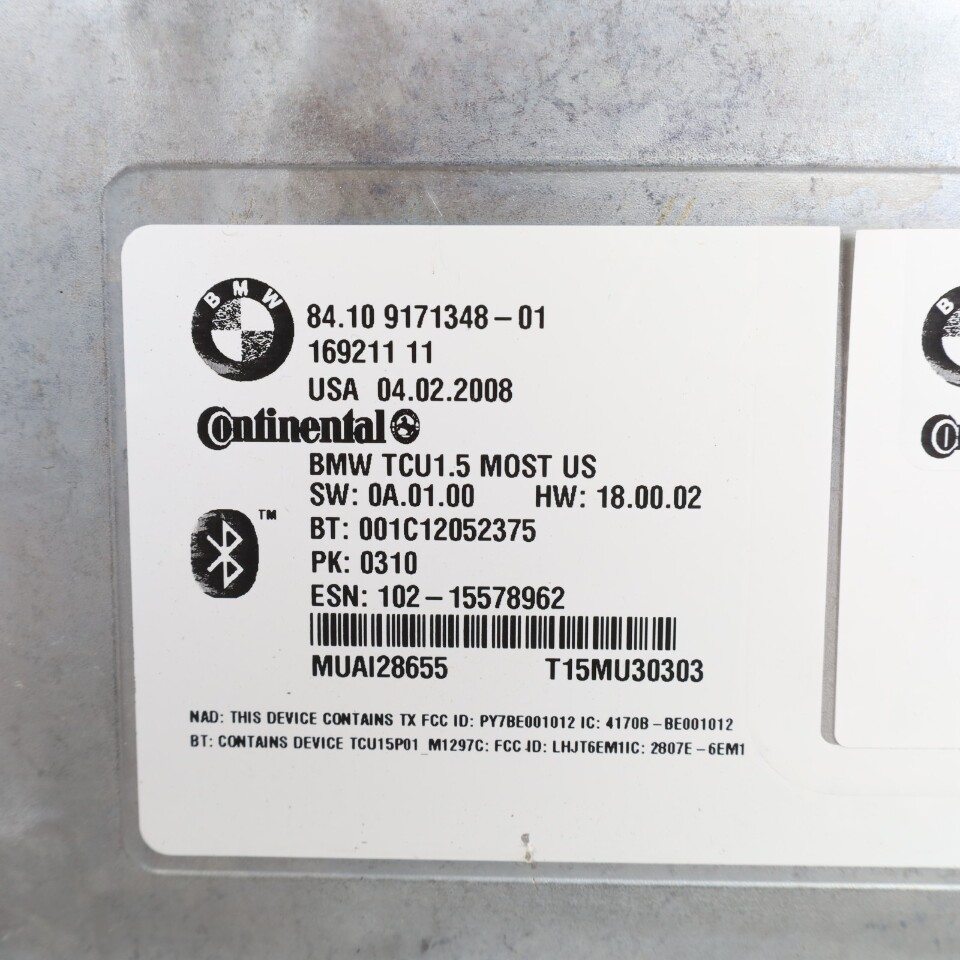 BMW
84.10 9171348-01
169211 11
USA 04.02.2008
Continental
BMW TCU1.5 MOST US
SW: 0A.01.00 HW: 18.00.02
TM
BT: 001C12052375
PK: 0310
ESN: 102-15578962
MUAI28655 T15MU30303
NAD: THIS DEVICE CONTAINS TX FCC ID: PY7BE001012 IC: 4170B-BE001012
BT: CONTAINS DEVICE TCU15P01_M1297C: FCC ID: LHJT6EM1IC: 2807E-6EM1
B